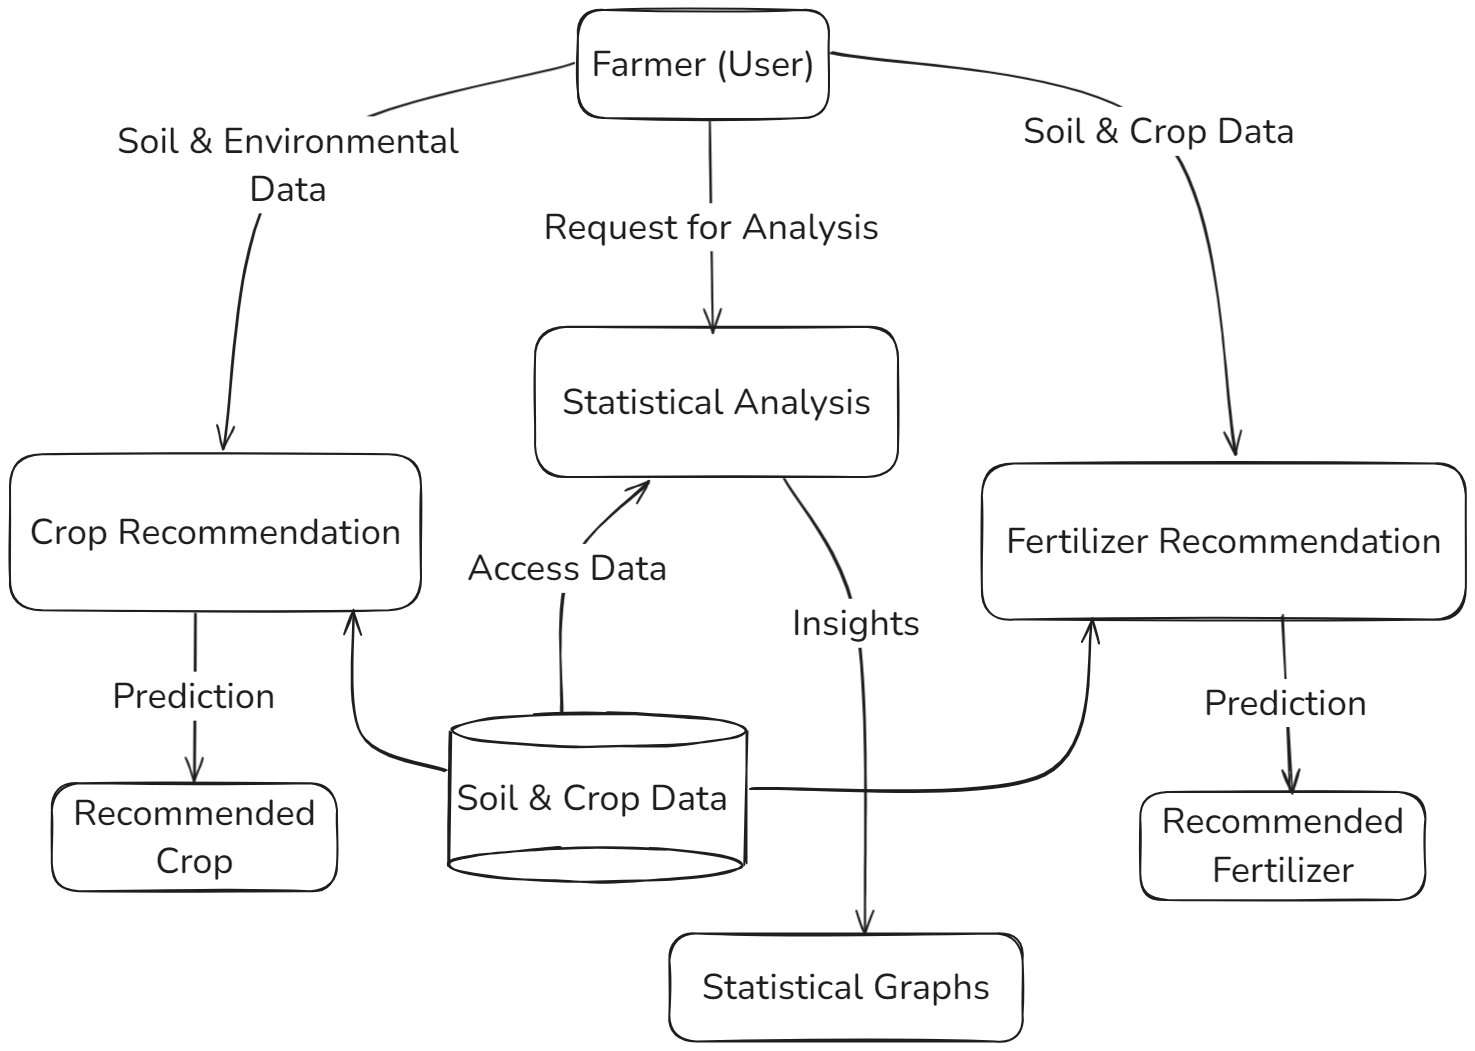 Farmer (User)
Soil & Environmental
Data
Soil & Crop Data
Request for Analysis
Statistical Analysis
Crop Recommendation
Fertilizer Recommendation
Access Data
Insights
Prediction
Prediction
Recommended
Crop
Soil & Crop Data
Recommended
Fertilizer
Statistical Graphs